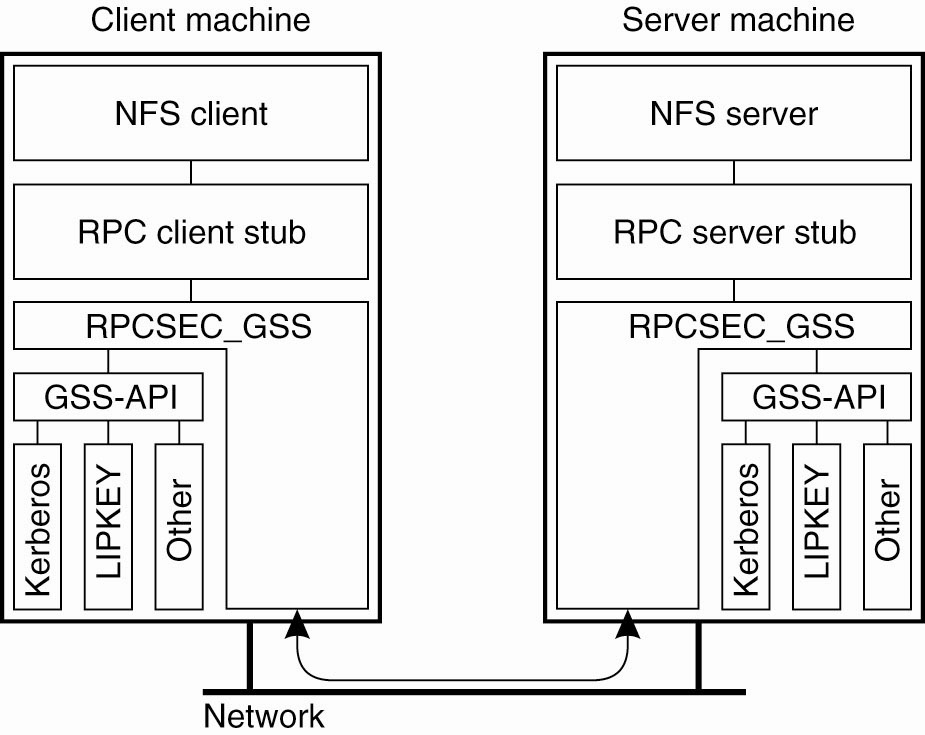 Client machine
Server machine
NFS client
NFS server
RPC client stub
RPC server stub
RPCSEC_GSS
RPCSEC_GSS
GSS-API
GSS-API
Kerberos
LIPKEY
Other
Kerberos
LIPKEY
Other
Network